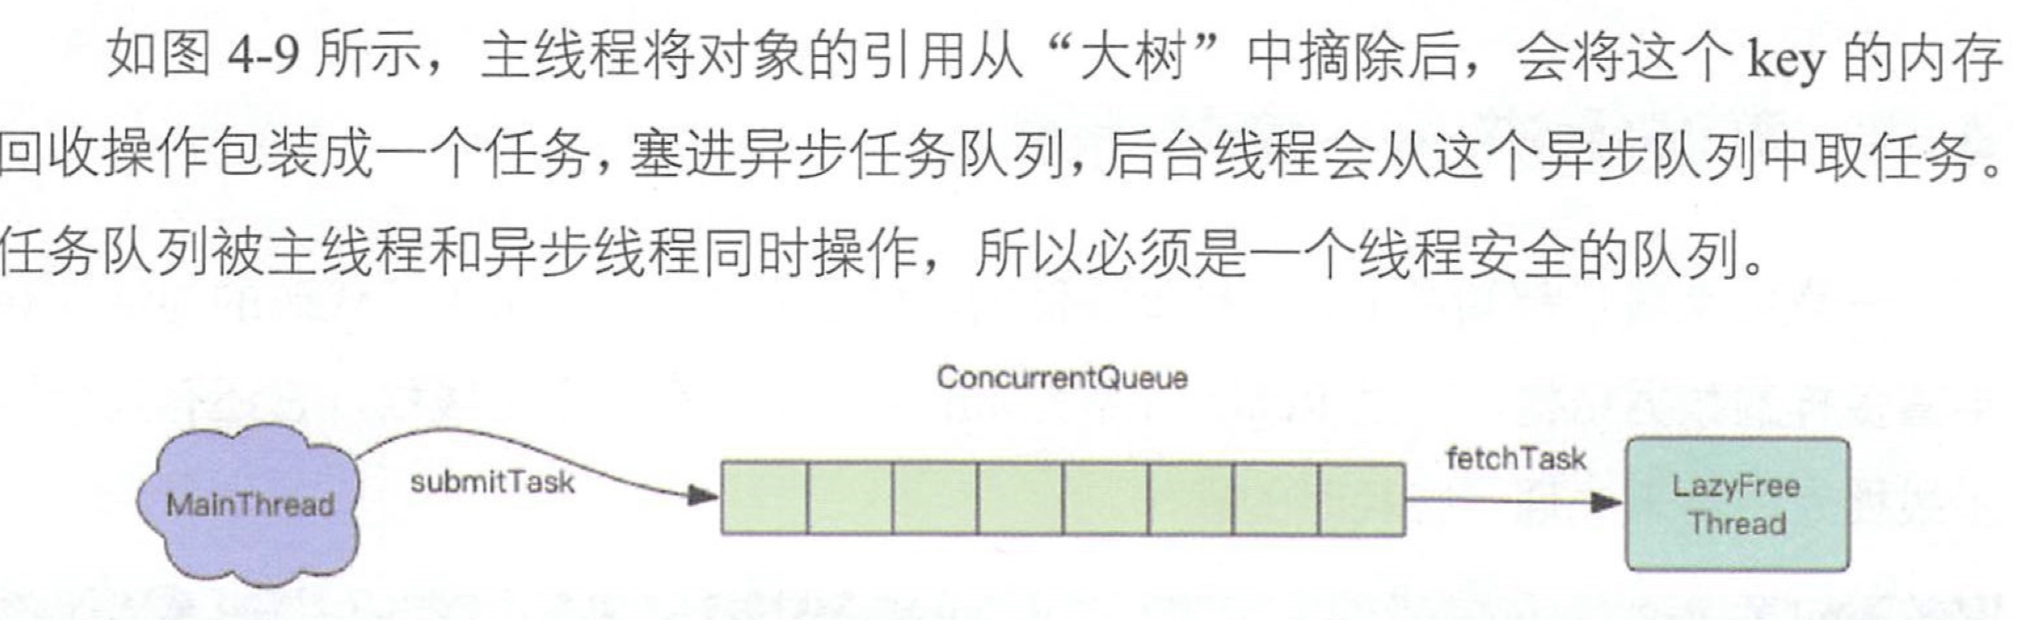 如图 4-9 所示，主线程将对象的引用从“大树”中摘除后，会将这个 key 的内存
回收操作包装成一个任务，塞进异步任务队列，后台线程会从这个异步队列中取任务。
任务队列被主线程和异步线程同时操作，所以必须是一个线程安全的队列。
ConcurrentQueue
MainThread
submitTask
fetchTask
LazyFree
Thread